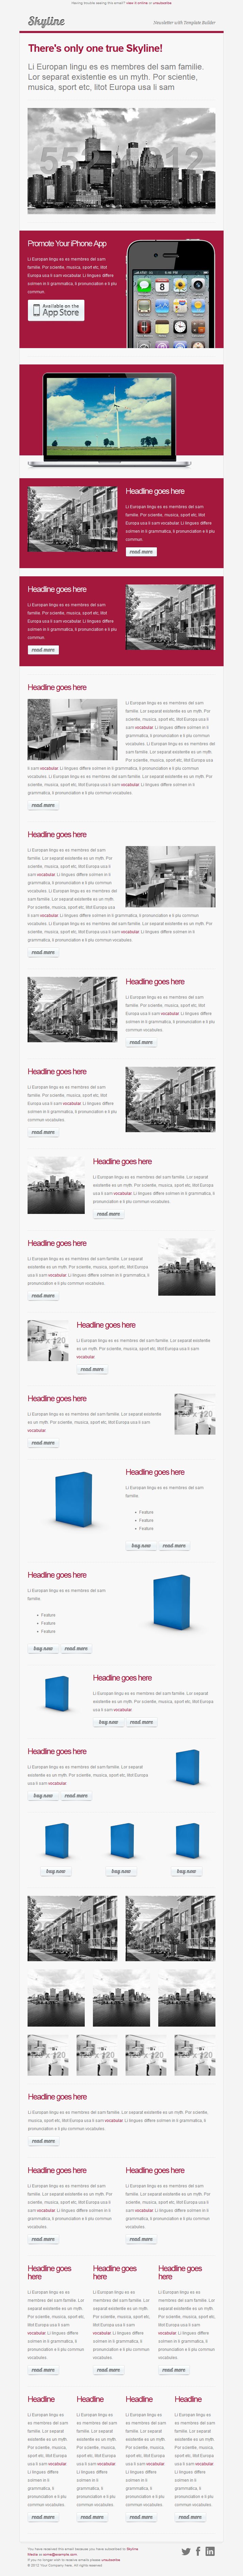 Having trouble seeing this email? view it online or unsubscribe
Skyline
Newsletter with Template Builder
There's only one true Skyline!
Li Europan lingu es es membres del sam familie.
Lor separat existentie es un myth. Por scientie,
musica, sport etc, litot Europa usa li sam
Promote Your iPhone App
Li Europan lingu es es membres del sam
familie. Por scientie, musica, sport etc, litot
Europa usa li sam vocabular. Li lingues differe
solmen in li grammatica, li pronunciation e li plu
commun.
Available on the
App Store
Headline goes here
Li Europan lingu es es membres del sam
familie. Por scientie, musica, sport etc, litot
Europa usa li sam vocabular. Li lingues differe
solmen in li grammatica, li pronunciation e li plu
commun.
read more
Headline goes here
Li Europan lingu es es membres del sam
familie. Por scientie, musica, sport etc, litot
Europa usa li sam vocabular. Li lingues differe
solmen in li grammatica, li pronunciation e li plu
commun.
read more
Headline goes here
Li Europan lingu es es membres del sam
familie. Lor separat existentie es un myth. Por
scientie, musica, sport etc, litot Europa usa li
sam vocabular. Li lingues differe solmen in li
grammatica, li pronunciation e li plu commun
vocabules. Li Europan lingu es es membres del
sam familie. Lor separat existentie es un myth.
Por scientie, musica, sport etc, litot Europa usa
li sam vocabular. Li lingues differe solmen in li grammatica, li pronunciation e li plu commun
vocabules. Li Europan lingu es es membres del sam familie. Lor separat existentie es un myth. Por
scientie, musica, sport etc, litot Europa usa li sam vocabular. Li lingues differe solmen in li
grammatica, li pronunciation e li plu commun vocabules
read more
Headline goes here
Li Europan lingu es es membres del sam
familie. Lor separat existentie es un myth. Por
scientie, musica, sport etc, litot Europa usa li
sam vocabular. Li lingues differe solmen in li
grammatica, li pronunciation e li plu commun
vocabules. Li Europan lingu es es membres del
sam familie. Lor separat existentie es un myth.
Por scientie, musica, sport etc, litot Europa usa
li sam vocabular. Li lingues differe solmen in li grammatica, li pronunciation e li plu commun
vocabules. Li Europan lingu es es membres del sam familie. Lor separat existentie es un myth. Por
scientie, musica, sport etc, litot Europa usa li sam vocabular. Li lingues differe solmen in li
grammatica, li pronunciation e li plu commun vocabules
read more
Headline goes here
Li Europan lingu es es membres del sam
familie. Por scientie, musica, sport etc, litot
Europa usa li sam vocabular. Li lingues differe
solmen in li grammatica, li pronunciation e li plu
commun vocabules.
read more
Headline goes here
Li Europan lingu es es membres del sam
familie. Por scientie, musica, sport etc, litot
Europa usa li sam vocabular. Li lingues differe
solmen in li grammatica, li pronunciation e li plu
commun vocabules.
read more
Headline goes here
Li Europan lingu es es membres del sam familie. Lor separat
existentie es un myth. Por scientie, musica, sport etc, litot Europa
usa li sam vocabular. Li lingues differe solmen in li grammatica, li
pronunciation e li plu commun vocabules.
read more
Headline goes here
Li Europan lingu es es membres del sam familie. Lor separat
existentie es un myth. Por scientie, musica, sport etc, litot Europa
usa li sam vocabular. Li lingues differe solmen in li grammatica, li
pronunciation e li plu commun vocabules.
read more
Headline goes here
Li Europan lingu es es membres del sam familie. Lor separat existentie
es un myth. Por scientie, musica, sport etc, litot Europa usa li sam
vocabular.
read more
Headline goes here
Li Europan lingu es es membres del sam familie. Lor separat existentie
es un myth. Por scientie, musica, sport etc, litot Europa usa li sam
vocabular.
read more
Headline goes here
Li Europan lingu es es membres del sam
familie.
Feature
Feature
Feature
buy now read more
Headline goes here
Li Europan lingu es es membres del sam
familie.
Feature
Feature
Feature
buy now read more
Headline goes here
Li Europan lingu es es membres del sam familie. Lor separat
existentie es un myth. Por scientie, musica, sport etc, litot Europa
usa li sam vocabular.
buy now read more
Headline goes here
Li Europan lingu es es membres del sam familie. Lor separat
existentie es un myth. Por scientie, musica, sport etc, litot Europa
usa li sam vocabular.
buy now read more
buy now buy now buy now
Headline goes here
Li Europan lingu es es membres del sam familie. Lor separat existentie es un myth. Por scientie,
musica, sport etc, litot Europa usa li sam vocabular. Li lingues differe solmen in li grammatica, li
pronunciation e li plu commun vocabules.
read more
Headline goes here
Li Europan lingu es es membres del sam
familie. Lor separat existentie es un myth. Por
scientie, musica, sport etc, litot Europa usa li
sam vocabular. Li lingues differe solmen in li
grammatica, li pronunciation e li plu commun
vocabules.
read more
Headline goes here
Li Europan lingu es es membres del sam
familie. Lor separat existentie es un myth. Por
scientie, musica, sport etc, litot Europa usa li
sam vocabular. Li lingues differe solmen in li
grammatica, li pronunciation e li plu commun
vocabules.
read more
Headline goes
here
Li Europan lingu es es
membres del sam familie. Lor
separat existentie es un myth.
Por scientie, musica, sport
etc, litot Europa usa li sam
vocabular. Li lingues differe
solmen in li grammatica, li
pronunciation e li plu commun
vocabules.
read more
Headline goes
here
Li Europan lingu es es
membres del sam familie. Lor
separat existentie es un myth.
Por scientie, musica, sport
etc, litot Europa usa li sam
vocabular. Li lingues differe
solmen in li grammatica, li
pronunciation e li plu commun
vocabules.
read more
Headline goes
here
Li Europan lingu es es
membres del sam familie. Lor
separat existentie es un myth.
Por scientie, musica, sport
etc, litot Europa usa li sam
vocabular. Li lingues differe
solmen in li grammatica, li
pronunciation e li plu commun
vocabules.
read more
Headline
Li Europan lingu es
es membres del sam
familie. Por scientie,
musica, sport etc,
litot Europa usa li
sam vocabular.
Li lingues differe
solmen in li
grammatica, li
pronunciation e li
plu commun
vocabules.
read more
Headline
Li Europan lingu es
es membres del sam
familie. Por scientie,
musica, sport etc,
litot Europa usa li
sam vocabular.
Li lingues differe
solmen in li
grammatica, li
pronunciation e li
plu commun
vocabules.
read more
Headline
Li Europan lingu es
es membres del sam
familie. Por scientie,
musica, sport etc,
litot Europa usa li
sam vocabular.
Li lingues differe
solmen in li
grammatica, li
pronunciation e li
plu commun
vocabules.
read more
Headline
Li Europan lingu es
es membres del sam
familie. Por scientie,
musica, sport etc,
litot Europa usa li
sam vocabular.
Li lingues differe
solmen in li
grammatica, li
pronunciation e li
plu commun
vocabules.
read more
You have received this email because you have subscribed to Skyline
If you no longer wish to receive emails please unsubscribe
© 2012 Your Company Here, All rights reserved